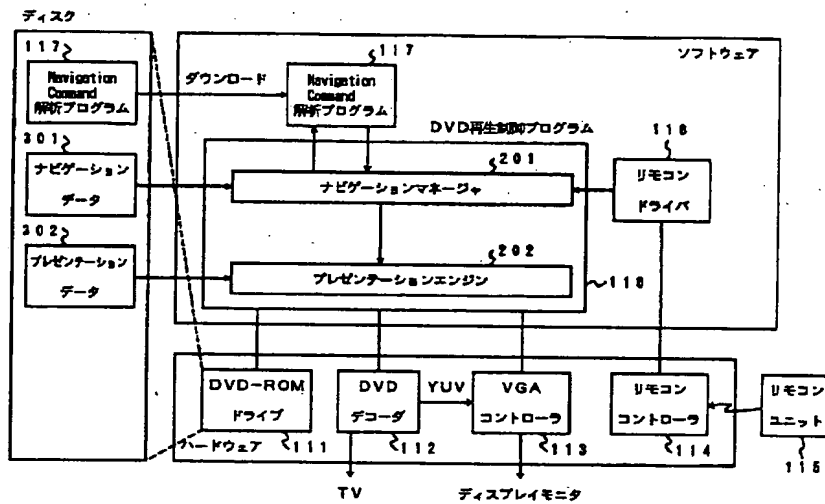 ディスク
117
Navigation
Command
解析プログラム
301
ナビゲーション
データ
302
プレゼンテーション
データ
ダウンロード
117
Navigation
Command
解析プログラム
ソフトウェア
DVD再生制御プログラム
201
ナビゲーションマネージャ
202
プレゼンテーションエンジン
118
116
リモコン
ドライバ
DVD-ROM
ドライブ
111
ハードウェア
DVD
デコーダ
112
YUV
VGA
コントローラ
113
リモコン
コントローラ
114
リモコン
ユニット
115
TV
ディスプレイモニタ